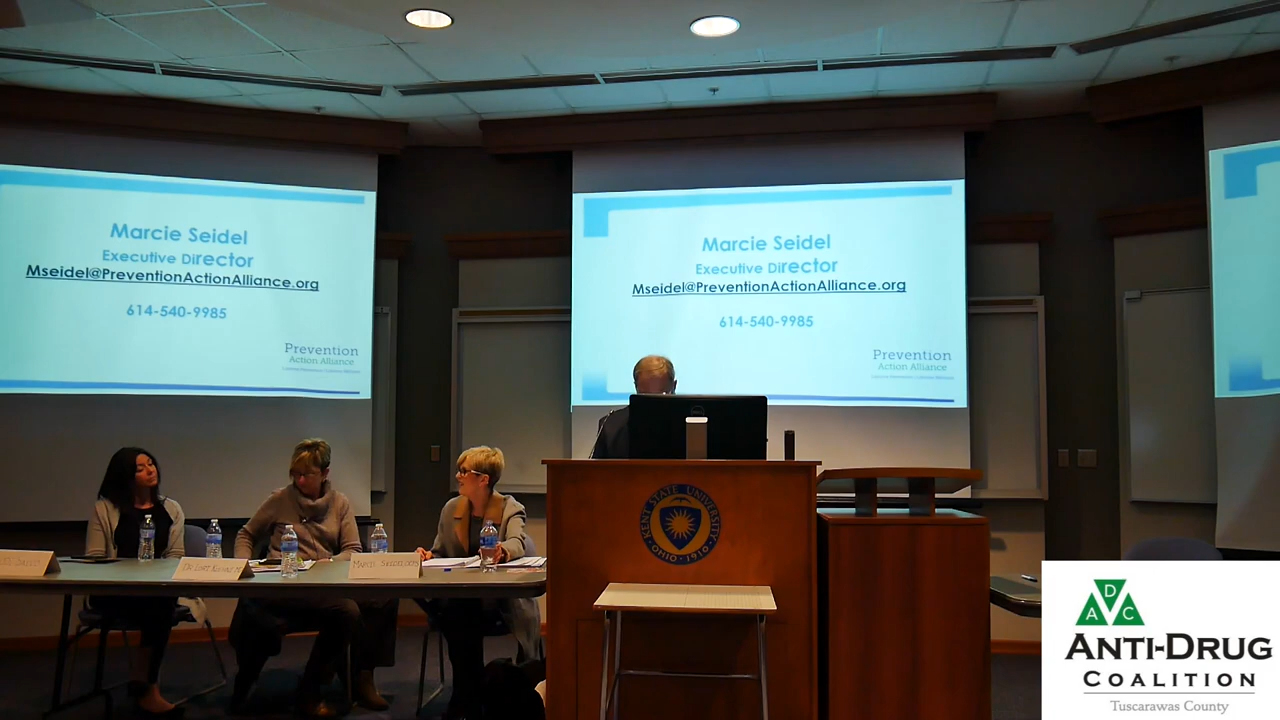 Marcie Seidel
Executive Director
Mseidel@PreventionActionAlliance.org
614-540-9985
Prevention
Action Alliance
Marcie Seidel
Executive Director
Mseidel@PreventionActionAlliance.org
614-540-9985
Prevention
Action Alliance
KENT STATE UNIVERSITY
OHIO 1910
D
A C
ANTI-DRUG
COALITION
Tuscarawas County